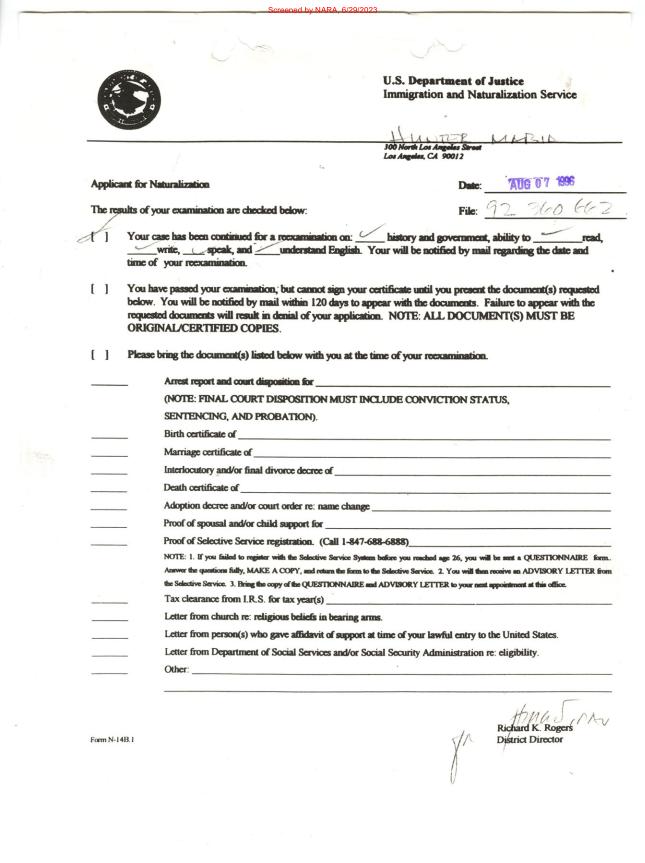 Screened by NARA, 6/29/2023
U.S. Department of Justice
Immigration and Naturalization Service
HUNTER MARIA
300 North Los Angeles Street
Los Angeles, CA 90012
Applicant for Naturalization
Date: AUG 07 1996
The results of your examination are checked below:
File: 92 360 662
[ ] Your case has been continued for a reexamination on: ✓ history and government, ability to ✓ read,
✓ write, ✓ speak, and ✓ understand English. Your will be notified by mail regarding the date and
time of your reexamination.
[ ] You have passed your examination, but cannot sign your certificate until you present the document(s) requested
below. You will be notified by mail within 120 days to appear with the documents. Failure to appear with the
requested documents will result in denial of your application. NOTE: ALL DOCUMENT(S) MUST BE
ORIGINAL/CERTIFIED COPIES.
[ ] Please bring the document(s) listed below with you at the time of your reexamination.
Arrest report and court disposition for
(NOTE: FINAL COURT DISPOSITION MUST INCLUDE CONVICTION STATUS,
SENTENCING, AND PROBATION).
Birth certificate of
Marriage certificate of
Interlocutory and/or final divorce decree of
Death certificate of
Adoption decree and/or court order re: name change
Proof of spousal and/or child support for
Proof of Selective Service registration. (Call 1-847-688-6888)
NOTE: 1. If you failed to register with the Selective Service System before you reached age 26, you will be sent a QUESTIONNAIRE form.
Answer the questions fully, MAKE A COPY, and return the form to the Selective Service. 2. You will then receive an ADVISORY LETTER from
the Selective Service. 3. Bring the copy of the QUESTIONNAIRE and ADVISORY LETTER to your next appointment at this office.
Tax clearance from I.R.S. for tax year(s)
Letter from church re: religious beliefs in bearing arms.
Letter from person(s) who gave affidavit of support at time of your lawful entry to the United States.
Letter from Department of Social Services and/or Social Security Administration re: eligibility.
Other:
Richard K. Rogers
District Director
Form N-14B.1